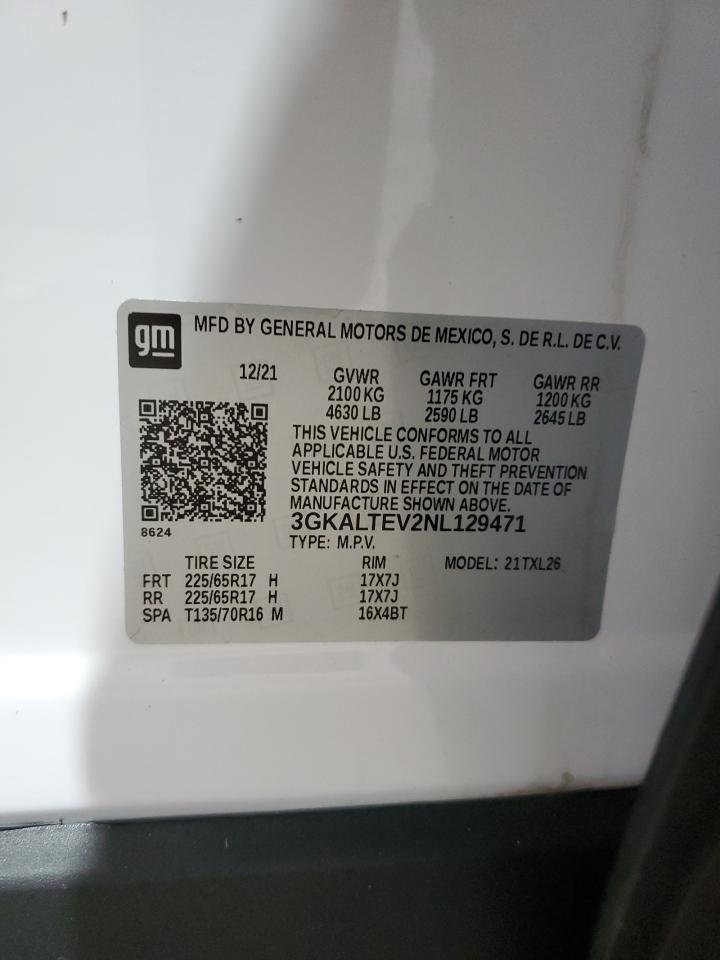 gm
MFD BY GENERAL MOTORS DE MEXICO, S. DE R.L. DE C.V.
12/21 GVWR GAWR FRT GAWR RR
2100 KG 1175 KG 1200 KG
4630 LB 2590 LB 2645 LB
THIS VEHICLE CONFORMS TO ALL
APPLICABLE U.S. FEDERAL MOTOR
VEHICLE SAFETY AND THEFT PREVENTION
STANDARDS IN EFFECT ON THE DATE OF
MANUFACTURE SHOWN ABOVE.
3GKALTEV2NL129471
8624
TYPE: M.P.V.
TIRE SIZE RIM MODEL: 21TXL26
FRT 225/65R17 H 17X7J
RR 225/65R17 H 17X7J
SPA T135/70R16 M 16X4BT